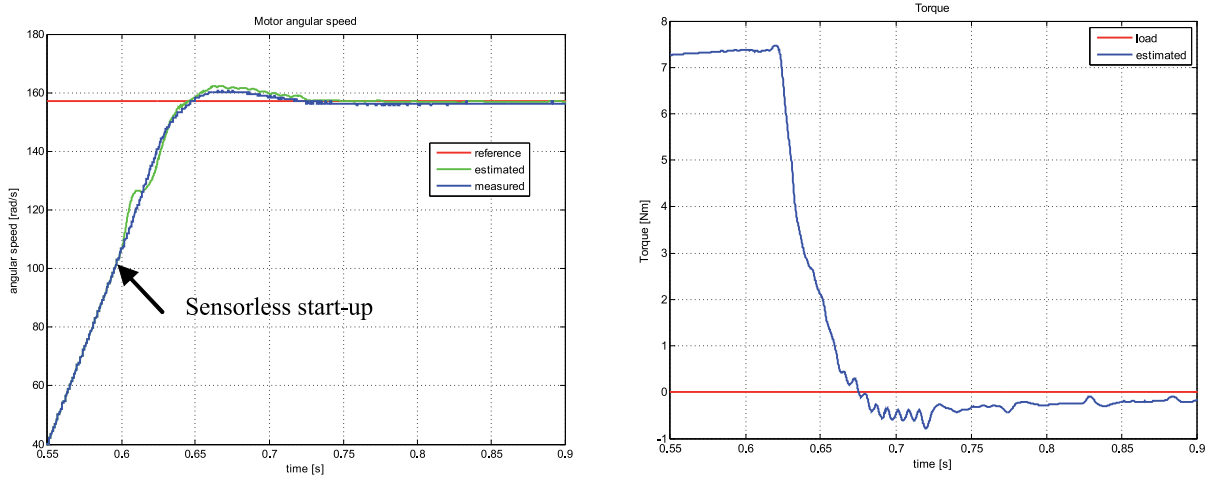 Motor angular speed
180
160
140
120
100
80
60
40
0.55
0.6
0.65
0.7
0.75
0.8
0.85
0.9
angular speed [rad/s]
time [s]
reference
estimated
measured
Sensorless start-up
Torque
8
7
6
5
4
3
2
1
0
-1
0.55
0.6
0.65
0.7
0.75
0.8
0.85
0.9
Torque [Nm]
time [s]
load
estimated